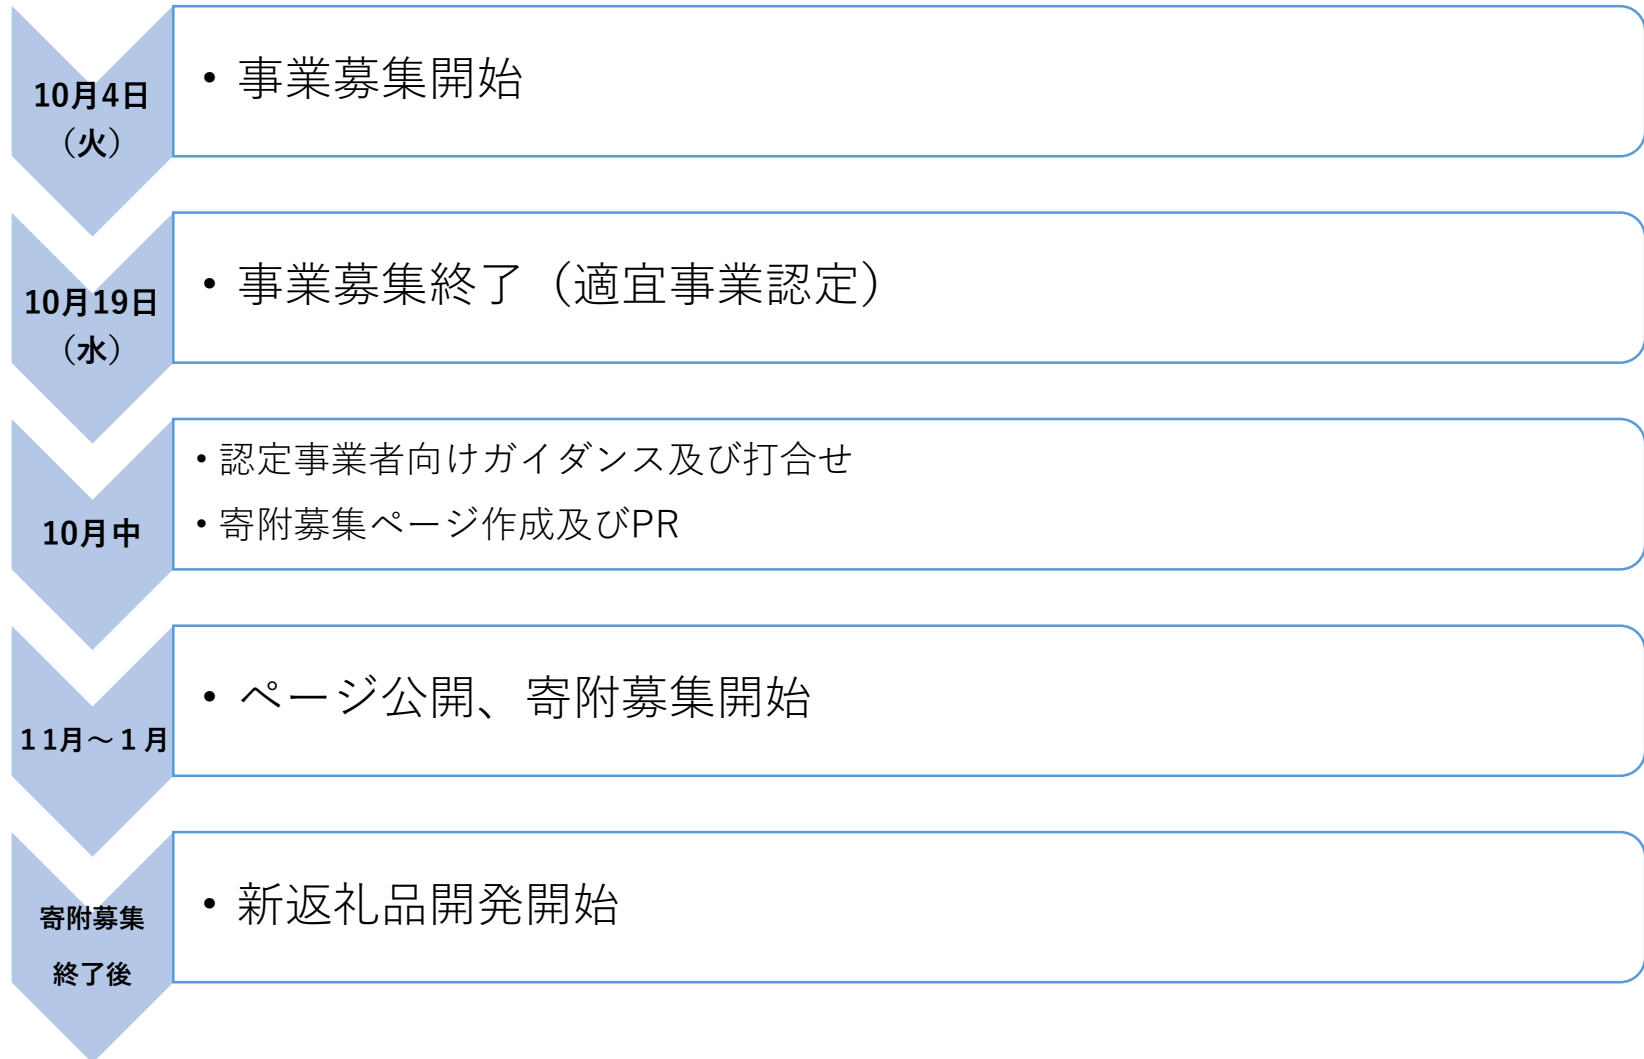 10月4日
（火）
• 事業募集開始
10月19日
（水）
• 事業募集終了（適宜事業認定）
10月中
• 認定事業者向けガイダンス及び打合せ
• 寄附募集ページ作成及びPR
１1月～１月
• ページ公開、寄附募集開始
寄附募集
終了後
• 新返礼品開発開始